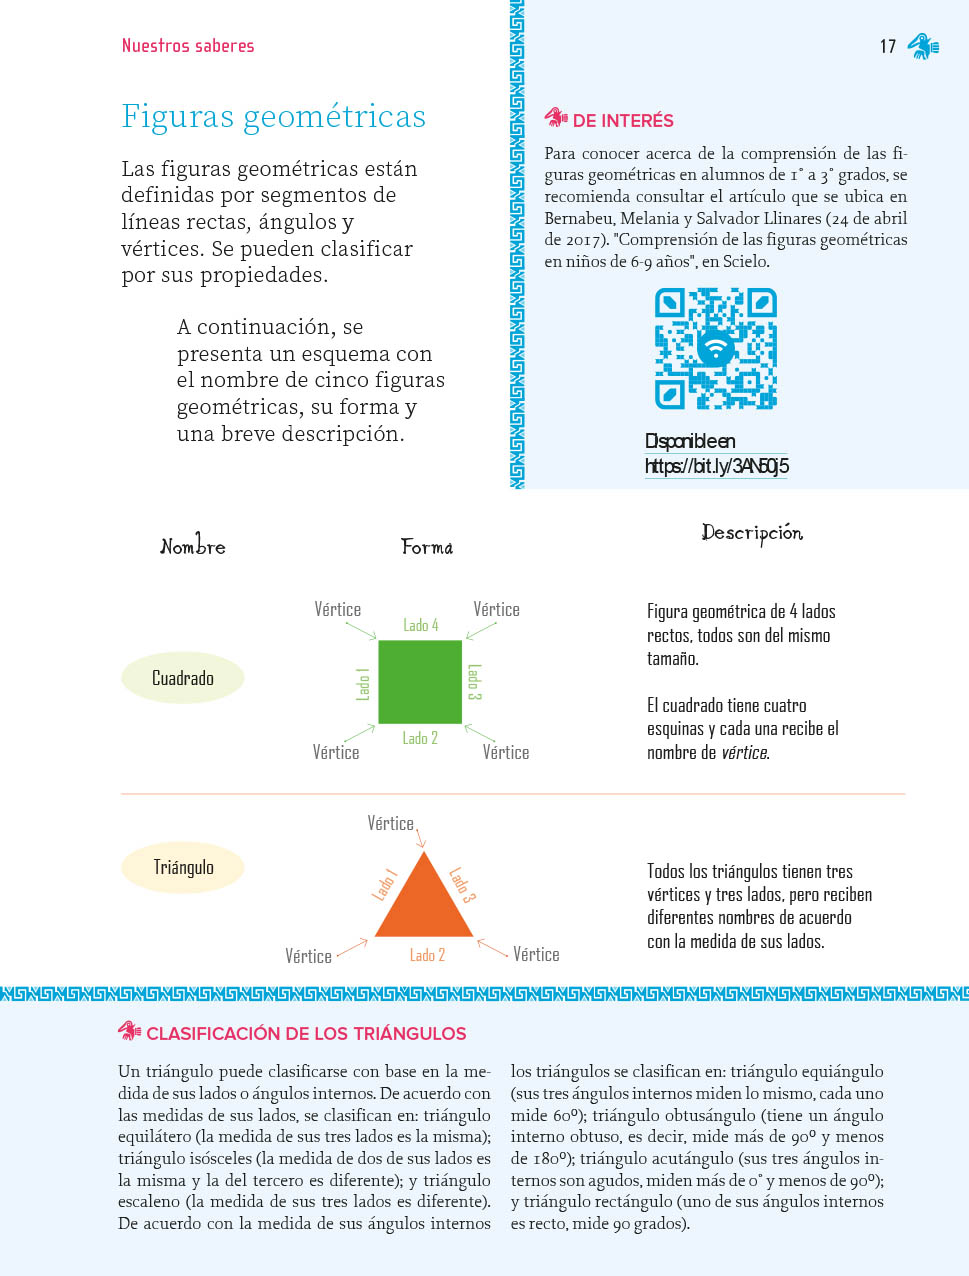 Nuestros saberes
17
Figuras geométricas
Las figuras geométricas están
definidas por segmentos de
líneas rectas, ángulos y
vértices. Se pueden clasificar
por sus propiedades.
A continuación, se
presenta un esquema con
el nombre de cinco figuras
geométricas, su forma y
una breve descripción.
DE INTERÉS
Para conocer acerca de la comprensión de las fi-
guras geométricas en alumnos de 1° a 3° grados, se
recomienda consultar el artículo que se ubica en
Bernabeu, Melania y Salvador Llinares (24 de abril
de 2017). "Comprensión de las figuras geométricas
en niños de 6-9 años", en Scielo.
Disponible en
https://bit.ly/3AN50j5
Nombre
Forma
Descripción
Cuadrado
Vértice
Vértice
Lado 4
Lado 1
Lado 3
Lado 2
Vértice
Vértice
Figura geométrica de 4 lados
rectos, todos son del mismo
tamaño.
El cuadrado tiene cuatro
esquinas y cada una recibe el
nombre de vértice.
Triángulo
Vértice
Lado 1
Lado 3
Lado 2
Vértice
Vértice
Todos los triángulos tienen tres
vértices y tres lados, pero reciben
diferentes nombres de acuerdo
con la medida de sus lados.
CLASIFICACIÓN DE LOS TRIÁNGULOS
Un triángulo puede clasificarse con base en la me-
dida de sus lados o ángulos internos. De acuerdo con
las medidas de sus lados, se clasifican en: triángulo
equilátero (la medida de sus tres lados es la misma);
triángulo isósceles (la medida de dos de sus lados es
la misma y la del tercero es diferente); y triángulo
escaleno (la medida de sus tres lados es diferente).
De acuerdo con la medida de sus ángulos internos
los triángulos se clasifican en: triángulo equiángulo
(sus tres ángulos internos miden lo mismo, cada uno
mide 60º); triángulo obtusángulo (tiene un ángulo
interno obtuso, es decir, mide más de 90º y menos
de 180º); triángulo acutángulo (sus tres ángulos in-
ternos son agudos, miden más de 0° y menos de 90º);
y triángulo rectángulo (uno de sus ángulos internos
es recto, mide 90 grados).